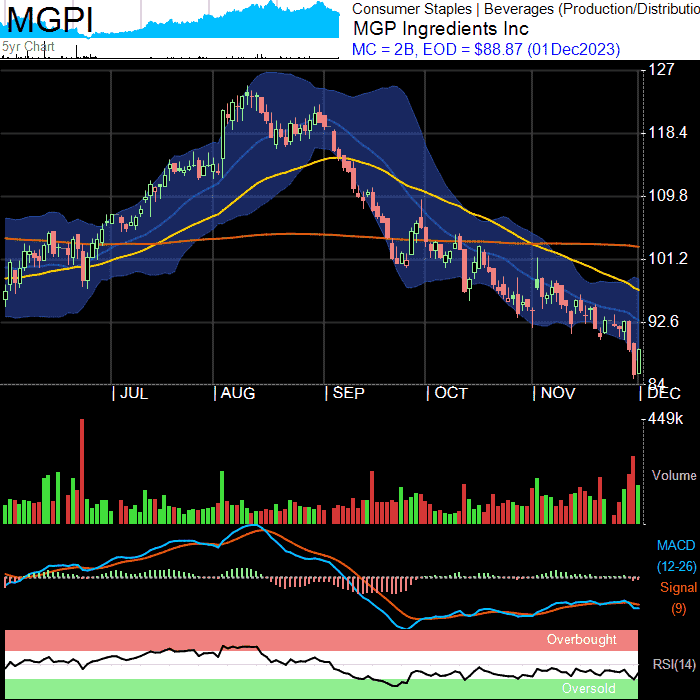 MGPI
Consumer Staples | Beverages (Production/Distributio
MGP Ingredients Inc
5yr Chart
MC = 2B, EOD = $88.87 (01Dec2023)
127
118.4
109.8
101.2
92.6
84
| JUL | AUG | SEP | OCT | NOV | DEC
449k
Volume
MACD
(12-26)
Signal
(9)
Overbought
RSI(14)
Oversold